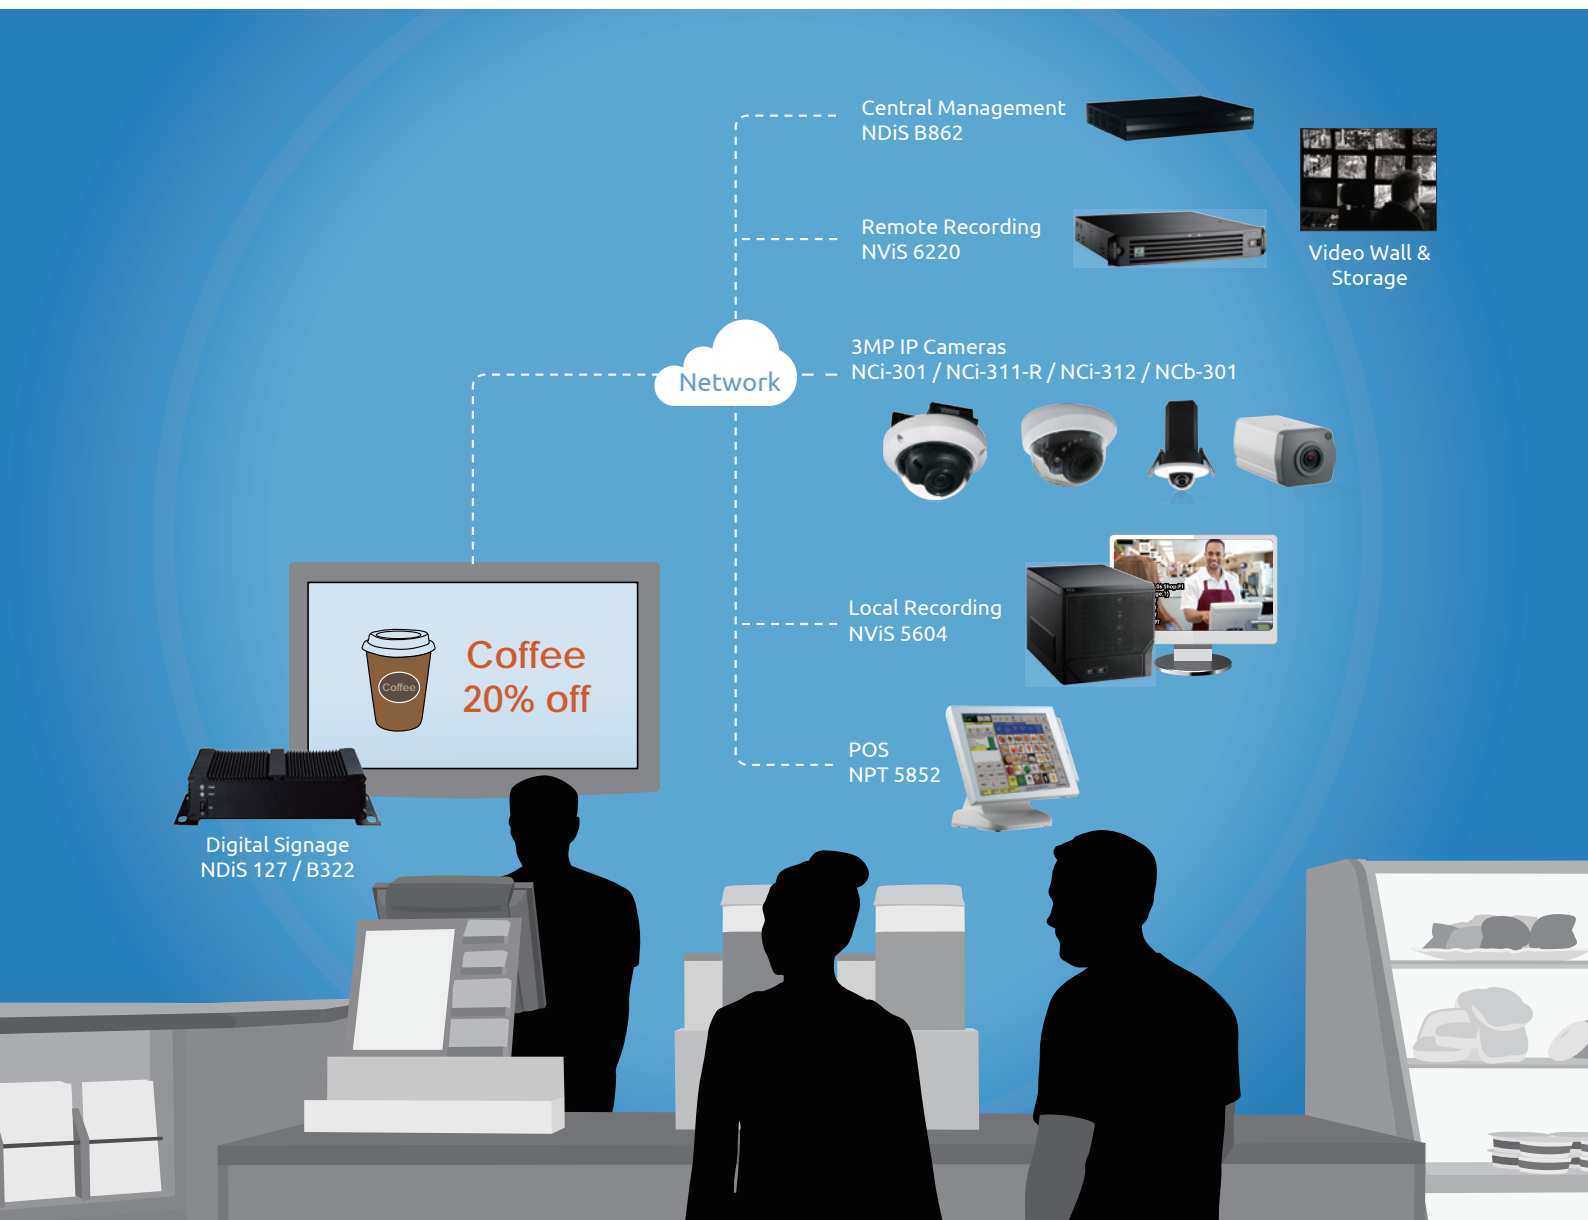 Central Management
NDiS B862
Remote Recording
NViS 6220
Video Wall &
Storage
3MP IP Cameras
NCi-301 / NCi-311-R / NCi-312 / NCb-301
Network
Local Recording
NViS 5604
Coffee
20% off
Coffee
POS
NPT 5852
Digital Signage
NDiS 127 / B322